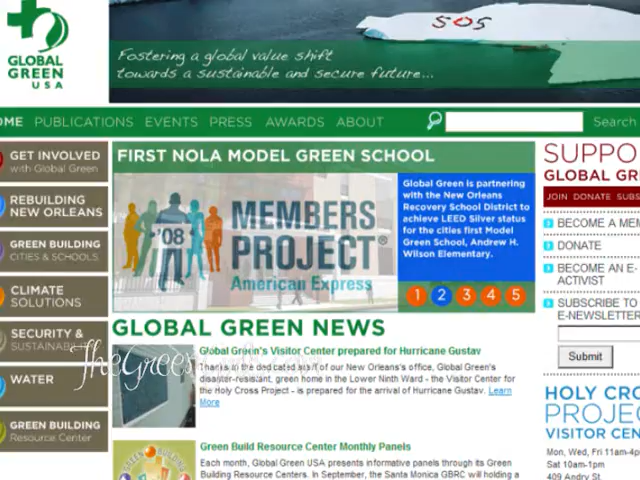 GLOBAL
GREEN
USA
SOS
Fostering a global value shift
towards a sustainable and secure future...
OME PUBLICATIONS EVENTS PRESS AWARDS ABOUT
Search
GET INVOLVED
with Global Green
REBUILDING
NEW ORLEANS
GREEN BUILDING
CITIES & SCHOOLS
CLIMATE
SOLUTIONS
SECURITY &
SUSTAINABILITY
WATER
GREEN BUILDING
Resource Center
FIRST NOLA MODEL GREEN SCHOOL
'08
MEMBERS
PROJECT®
American Express
Global Green is partnering
with the New Orleans
Recovery School District to
achieve LEED Silver status
for the cities first Model
Green School, Andrew H.
Wilson Elementary.
1 2 3 4 5
GLOBAL GREEN NEWS
Global Green's Visitor Center prepared for Hurricane Gustav
Thanks to the dedicated staff of our New Orleans's office, Global Green's
disaster-resistant, green home in the Lower Ninth Ward - the Visitor Center for
the Holy Cross Project - is prepared for the arrival of Hurricane Gustav. Learn
More
GREEN BUILDING
Green Build Resource Center Monthly Panels
Each month, Global Green USA presents informative panels through its Green
Building Resource Centers. In September, the Santa Monica GBRC will holding a
SUPPO
GLOBAL GR
JOIN DONATE SUBS
BECOME A MEM
DONATE
BECOME AN E-
ACTIVIST
SUBSCRIBE TO
E-NEWSLETTER
Submit
HOLY CRO
PROJEC
VISITOR CEN
Mon, Wed, Fri 11am-4p
Sat 10am-1p
409 Andry St.